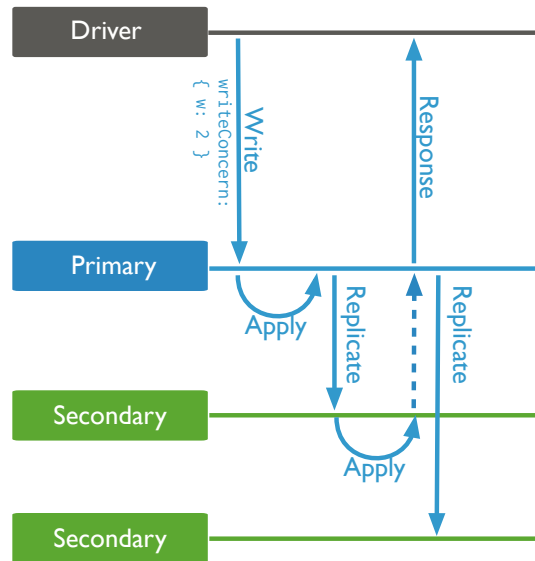 Driver
Write
writeConcern:
{ w: 2 }
Response
Primary
Apply
Replicate
Replicate
Secondary
Apply
Secondary